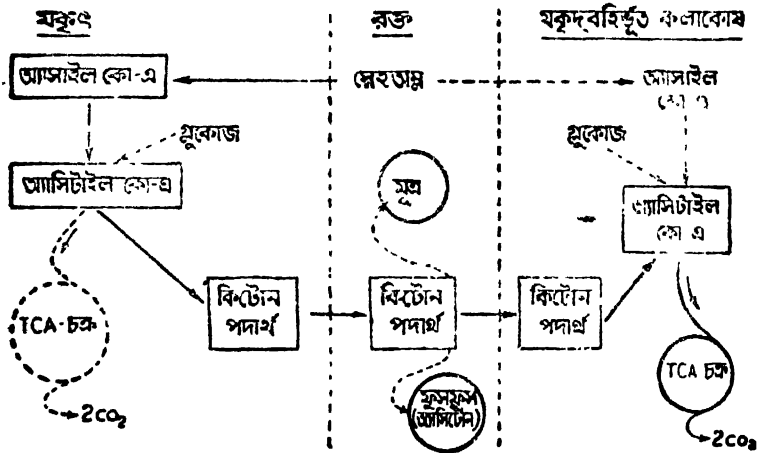 যকৃৎ
রক্ত
যকৃদ্‌বহির্ভূত কলাকোষ
অ্যাসাইল কো-এ
স্নেহতাম্ল
অ্যাসাইল
গ্লুকোজ
গ্লুকোজ
অ্যাসিটাইল কো-এ
মূত্র
অ্যাসিটাইল
কো এ
TCA-চক্র
কিটোন
পদার্থ
কিটোন
পদার্থ
কিটোন
পদার্থ
TCA চক্র
ফুসফুস
(অ্যাসিটোন)
2CO₂
2CO₂